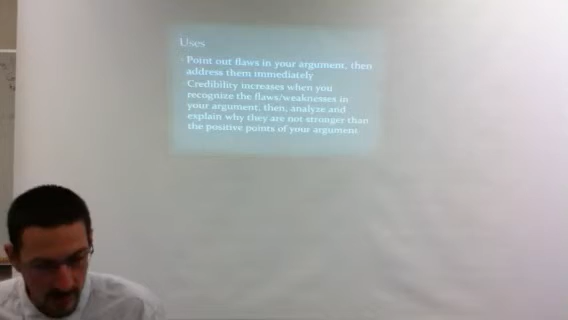 Uses
Point out flaws in your argument, then
address them immediately
Credibility increases when you
recognize the flaws/weaknesses in
your argument; then, analyze and
explain why they are not stronger than
the positive points of your argument